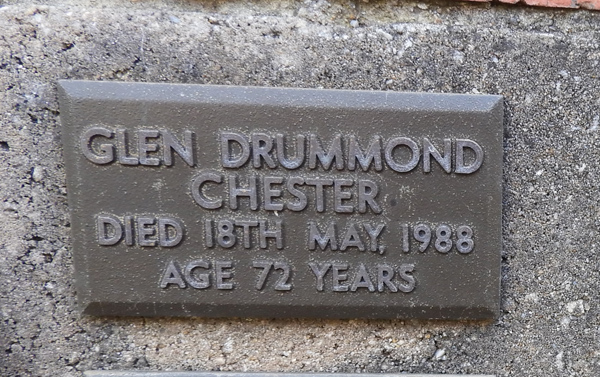 GLEN DRUMMOND
CHESTER
DIED 18TH MAY, 1988
AGE 72 YEARS